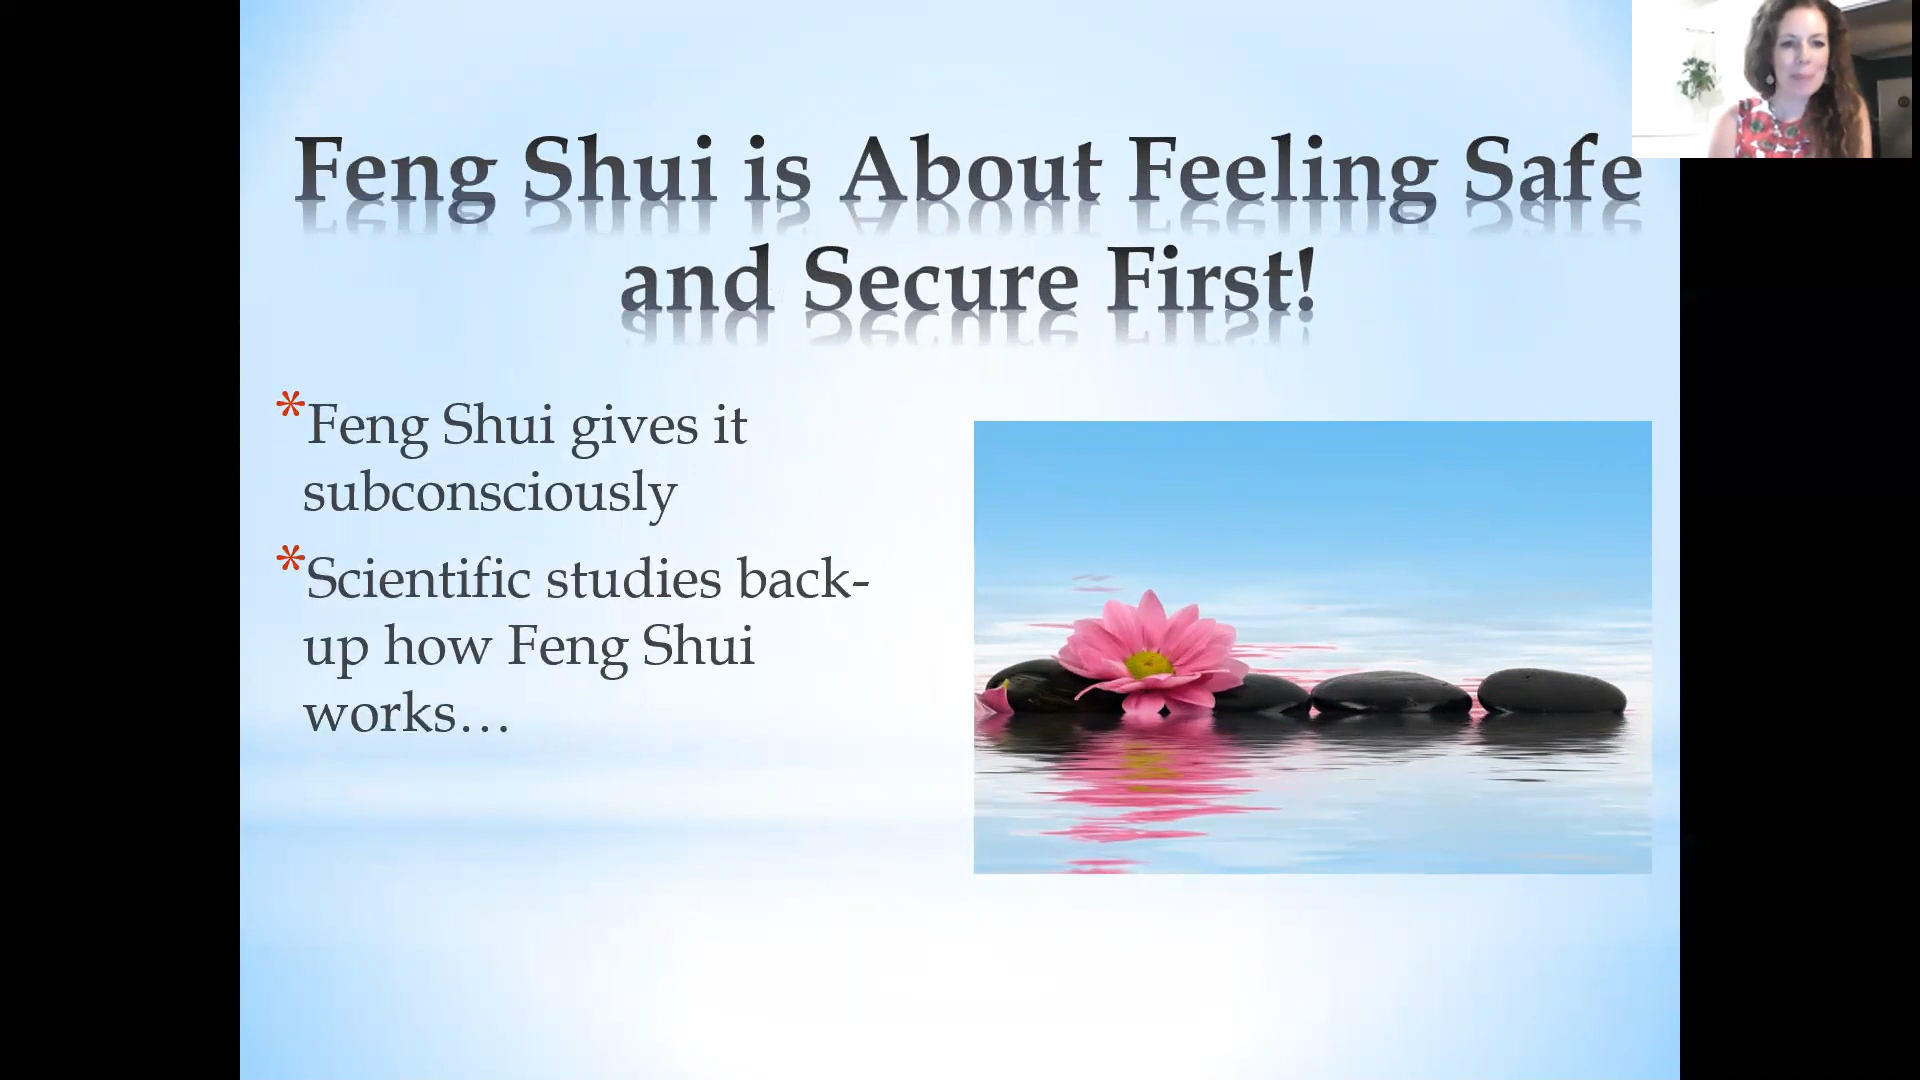 Feng Shui is About Feeling Safe
and Secure First!
*Feng Shui gives it
subconsciously
*Scientific studies back-
up how Feng Shui
works…